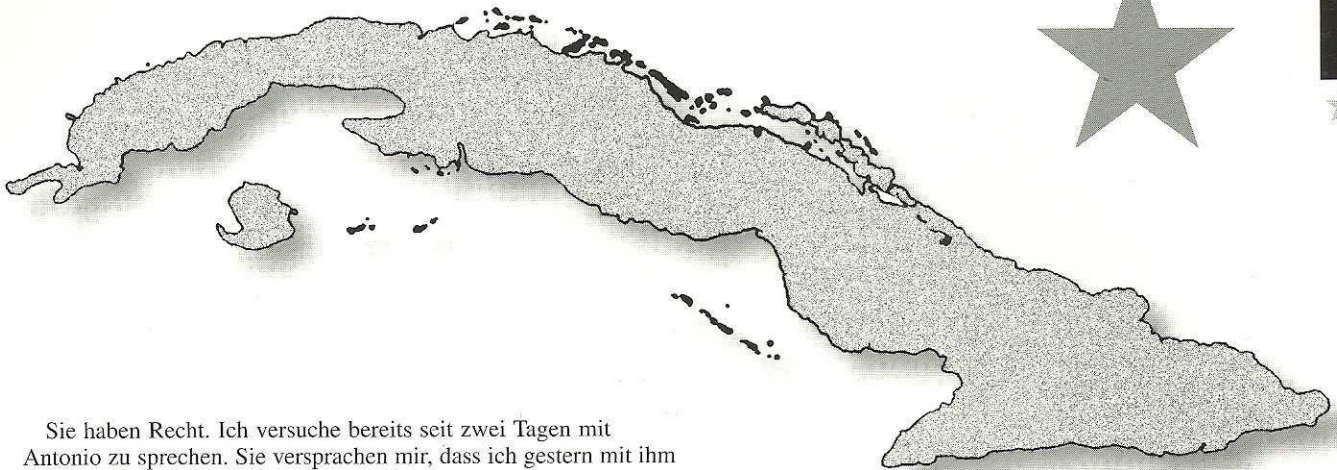 Sie haben Recht. Ich versuche bereits seit zwei Tagen mit
Antonio zu sprechen. Sie versprachen mir, dass ich gestern mit ihm